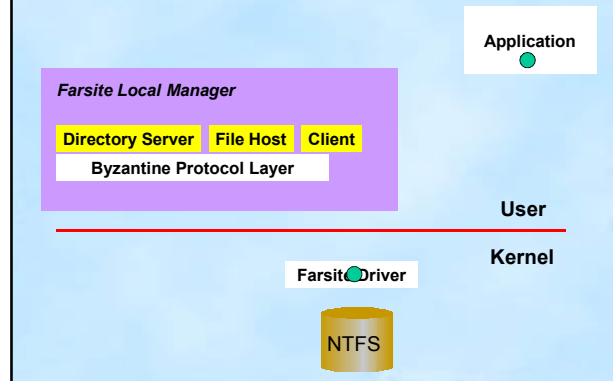 Application
Farsite Local Manager
Directory Server File Host Client
Byzantine Protocol Layer
User
Kernel
Farsite Driver
NTFS